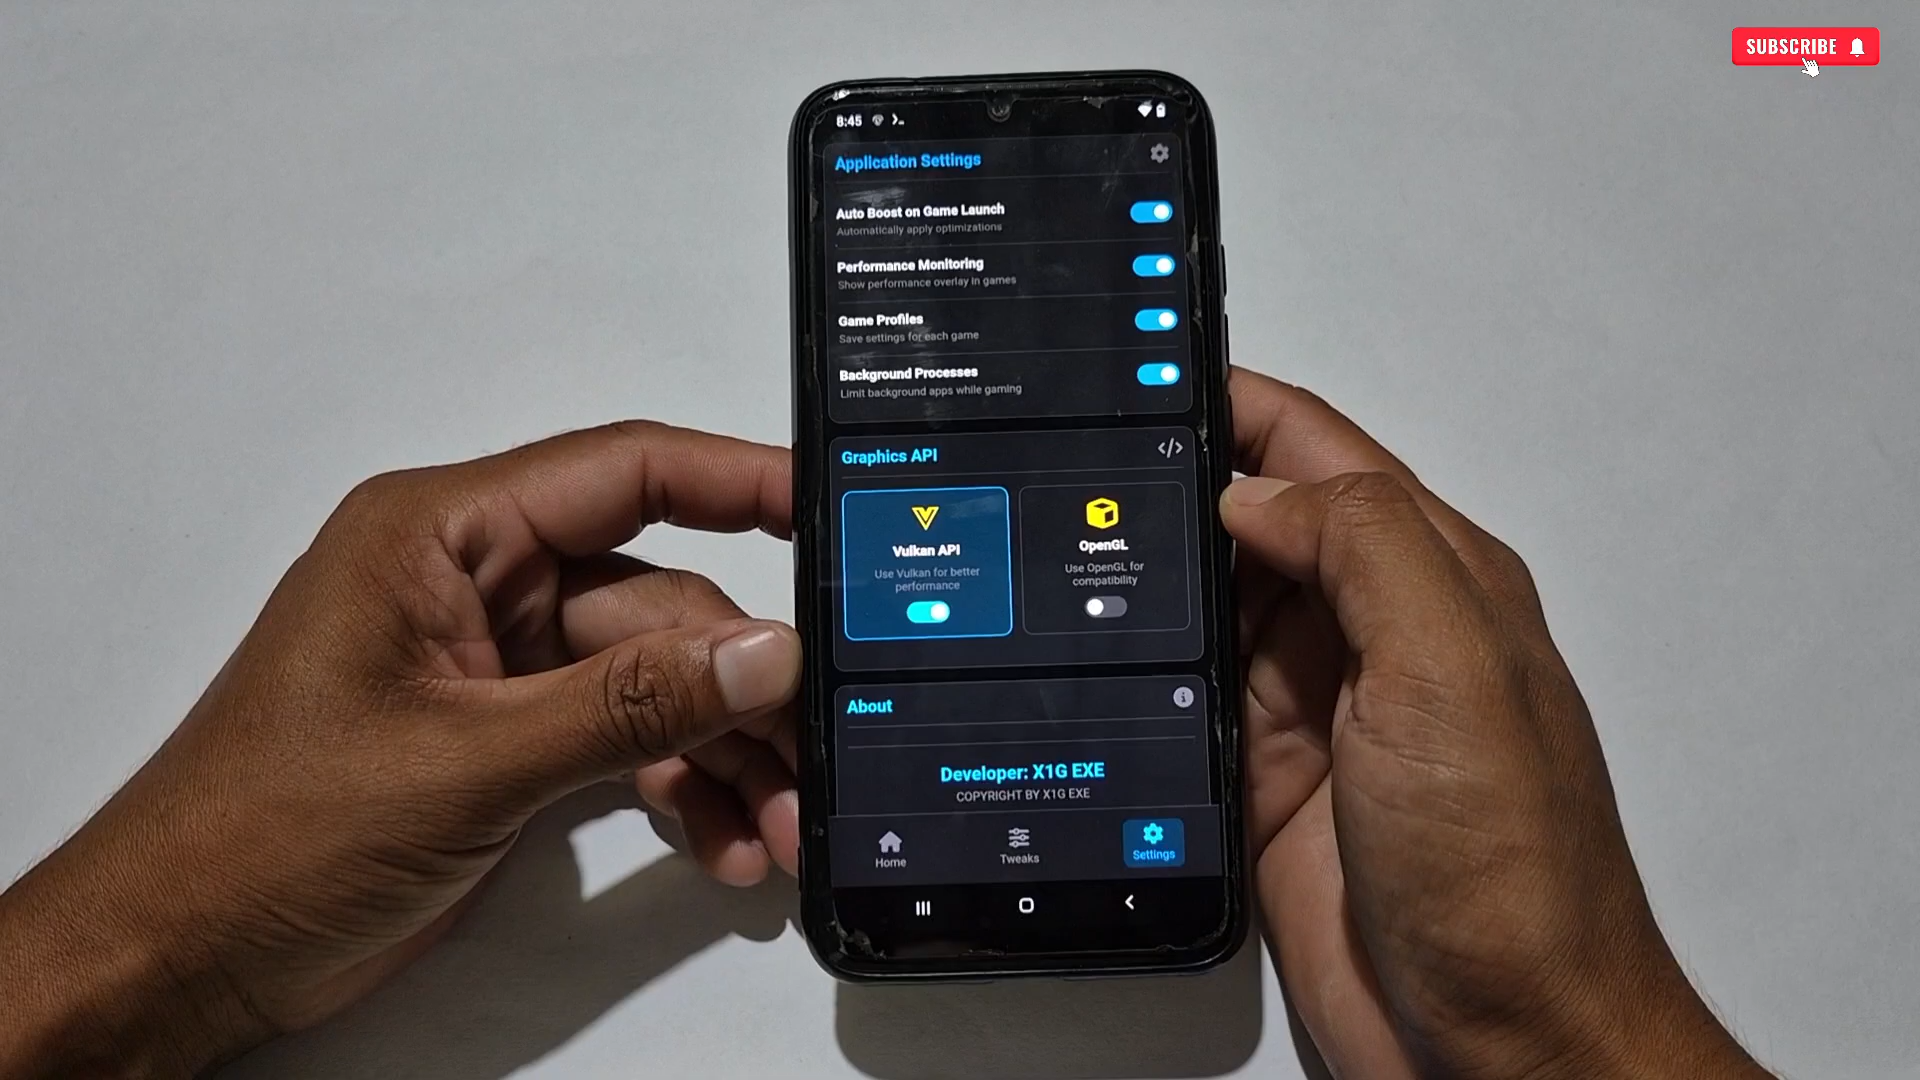 SUBSCRIBE
8:45
Application Settings
Auto Boost on Game Launch
Automatically apply optimizations
Performance Monitoring
Show performance overlay in games
Game Profiles
Save settings for each game
Background Processes
Limit background apps while gaming
Graphics API
</>
Vulkan API
Use Vulkan for better
performance
OpenGL
Use OpenGL for
compatibility
About
Developer: X1G EXE
COPYRIGHT BY X1G EXE
Home
Tweaks
Settings